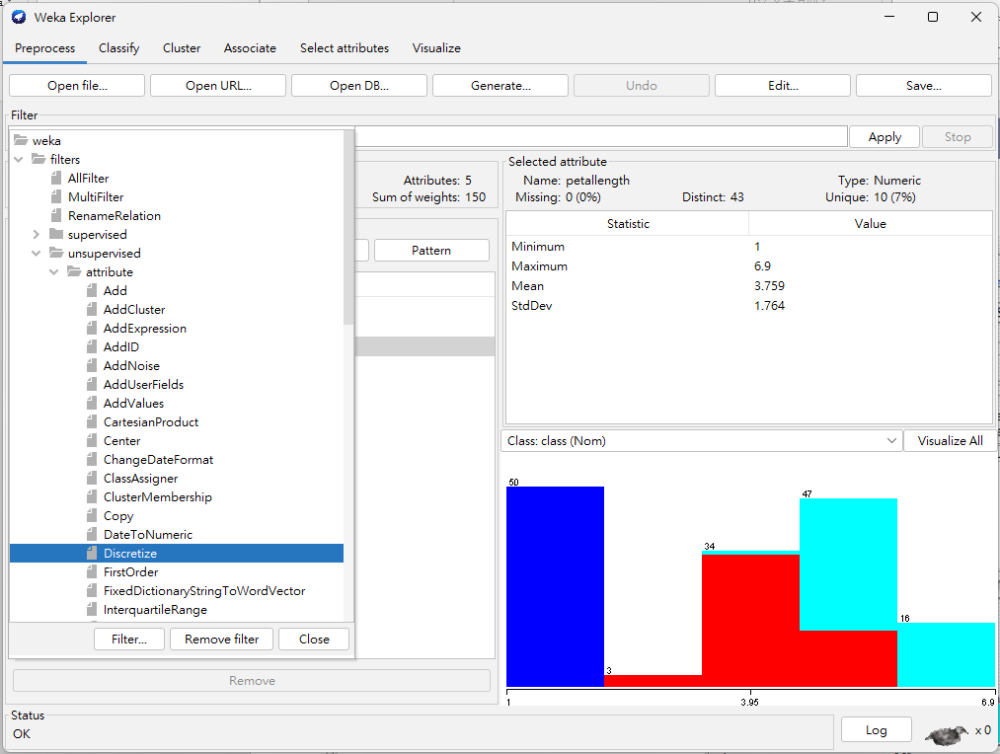 Weka Explorer
Preprocess Classify Cluster Associate Select attributes Visualize
Open file... Open URL... Open DB... Generate... Undo Edit... Save...
Filter
Apply Stop
weka
filters
AllFilter
MultiFilter
RenameRelation
supervised
unsupervised
attribute
Add
AddCluster
AddExpression
AddID
AddNoise
AddUserFields
AddValues
CartesianProduct
Center
ChangeDateFormat
ClassAssigner
ClusterMembership
Copy
DateToNumeric
Discretize
FirstOrder
FixedDictionaryStringToWordVector
InterquartileRange
Filter... Remove filter Close
Attributes: 5
Sum of weights: 150
Pattern
Remove
Selected attribute
Name: petallength Type: Numeric
Missing: 0 (0%) Distinct: 43 Unique: 10 (7%)
Statistic Value
Minimum 1
Maximum 6.9
Mean 3.759
StdDev 1.764
Class: class (Nom) Visualize All
50
3
34
47
16
1 3.95 6.9
Status
OK
Log x 0